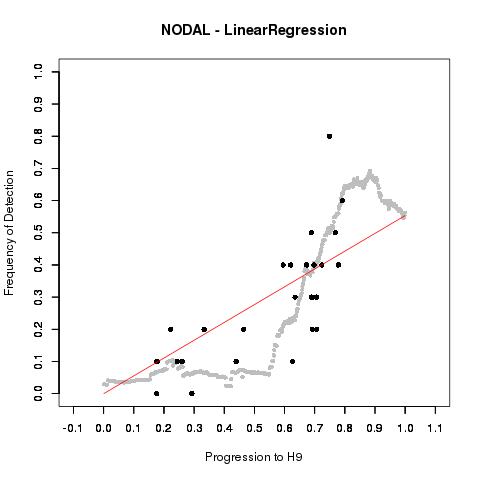 NODAL - LinearRegression
Frequency of Detection
1.0
0.9
0.8
0.7
0.6
0.5
0.4
0.3
0.2
0.1
0.0
-0.1 0.0 0.1 0.2 0.3 0.4 0.5 0.6 0.7 0.8 0.9 1.0 1.1
Progression to H9